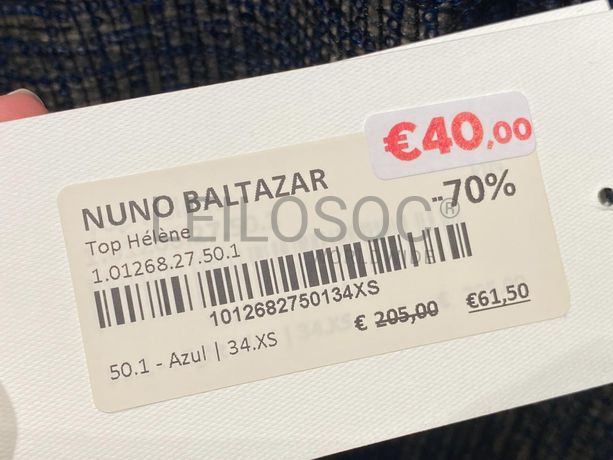 €40,00
NUNO BALTAZAR
--70%
LEILOSOC®
Top Hélène
1.01268.27.50.1
1012682750134XS
€ 205,00 €61,50
50.1 - Azul | 34.XS